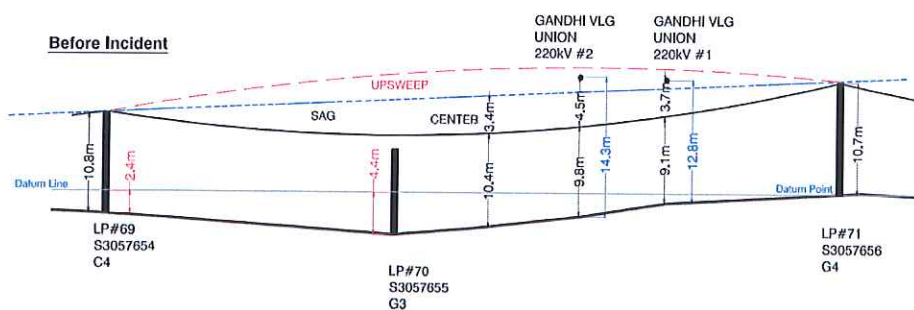 Before Incident
GANDHI VLG
UNION
220kV #2
GANDHI VLG
UNION
220kV #1
UPSWEEP
SAG
CENTER
3.4m
4.5m
14.3m
3.7m
12.8m
10.8m
2.4m
4.4m
10.4m
9.8m
9.1m
10.7m
Datum Line
Datum Point
LP#69
S3057654
C4
LP#70
S3057655
G3
LP#71
S3057656
G4